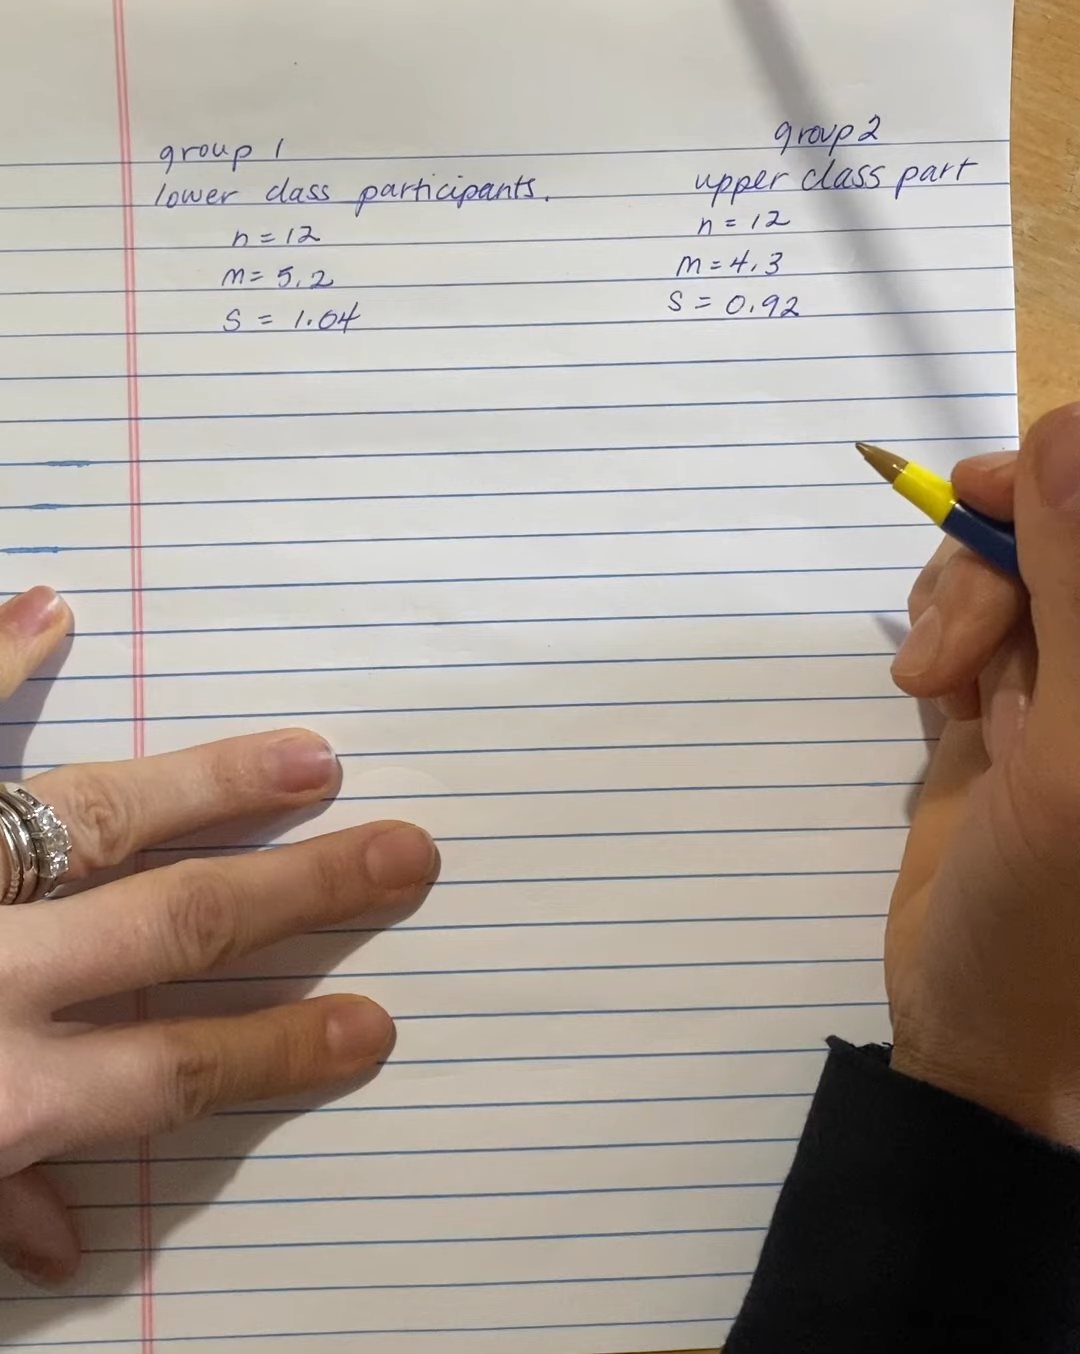 group 1
lower class participants.
n = 12
m = 5.2
S = 1.04
group 2
upper class part
n = 12
m = 4.3
S = 0.92